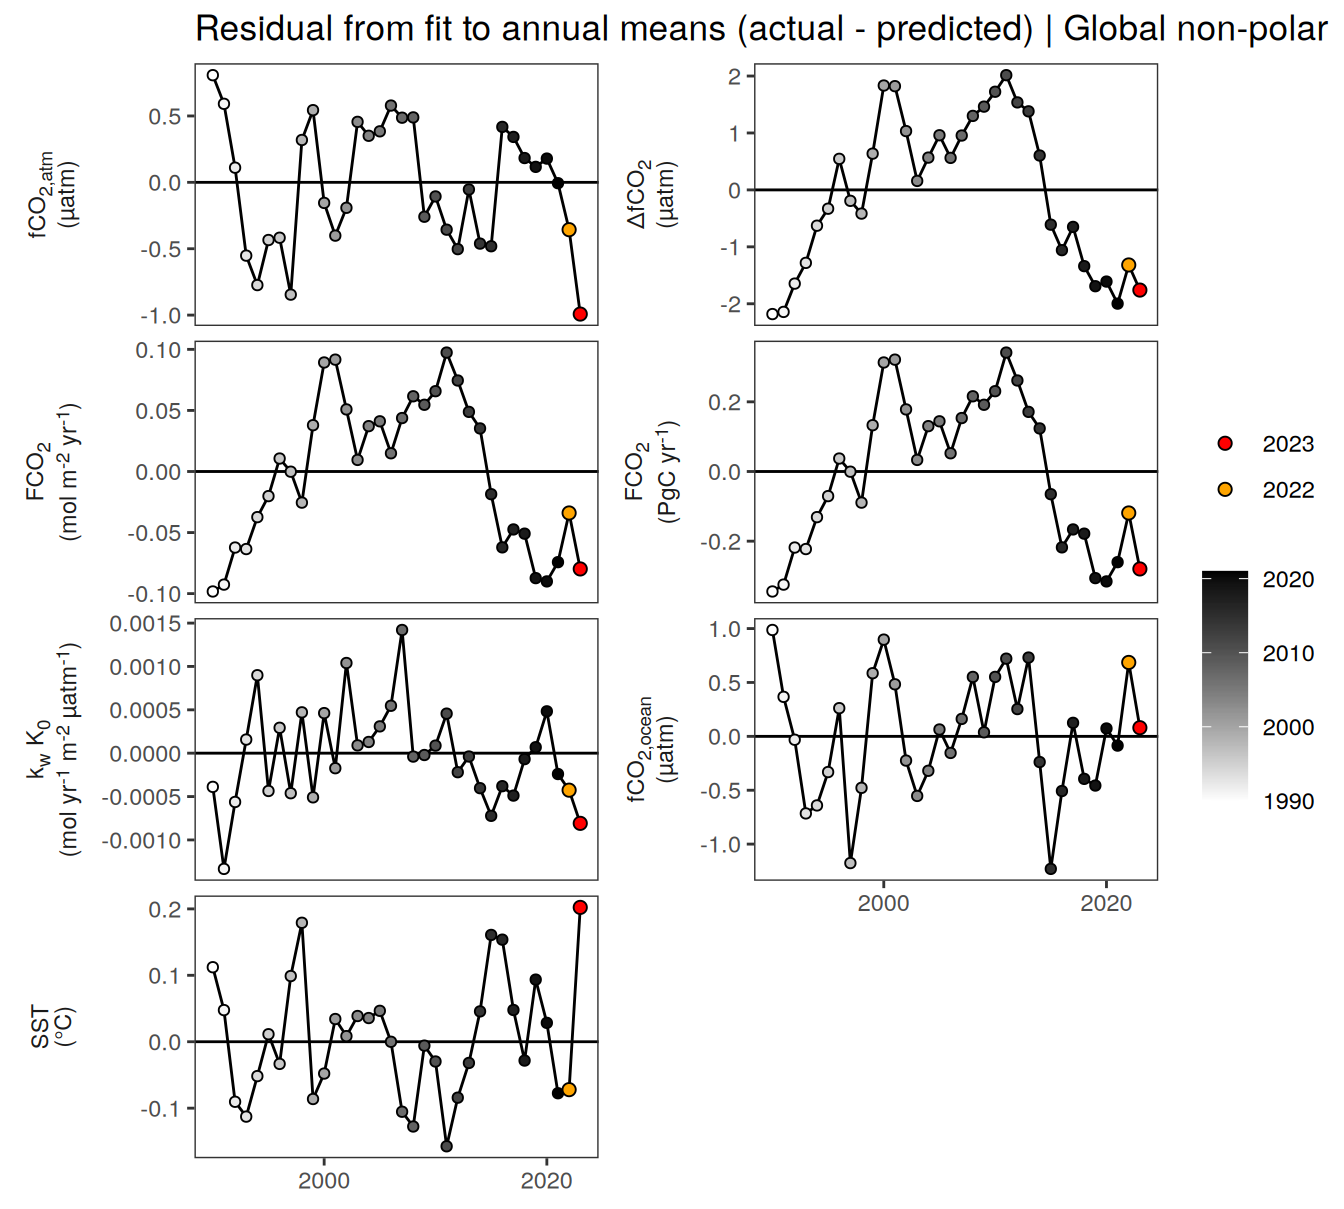 Residual from fit to annual means (actual - predicted) | Global non-polar
fCO2,atm
(µatm)
0.5
0.0
-0.5
-1.0
ΔfCO2
(µatm)
2
1
0
-1
-2
FCO2
(mol m-2 yr-1)
0.10
0.05
0.00
-0.05
-0.10
FCO2
(PgC yr-1)
0.2
0.0
-0.2
kw K0
(mol yr-1 m-2 µatm-1)
0.0015
0.0010
0.0005
0.0000
-0.0005
-0.0010
fCO2,ocean
(µatm)
1.0
0.5
0.0
-0.5
-1.0
2000 2020
SST
(°C)
0.2
0.1
0.0
-0.1
2000 2020
2023
2022
2020
2010
2000
1990